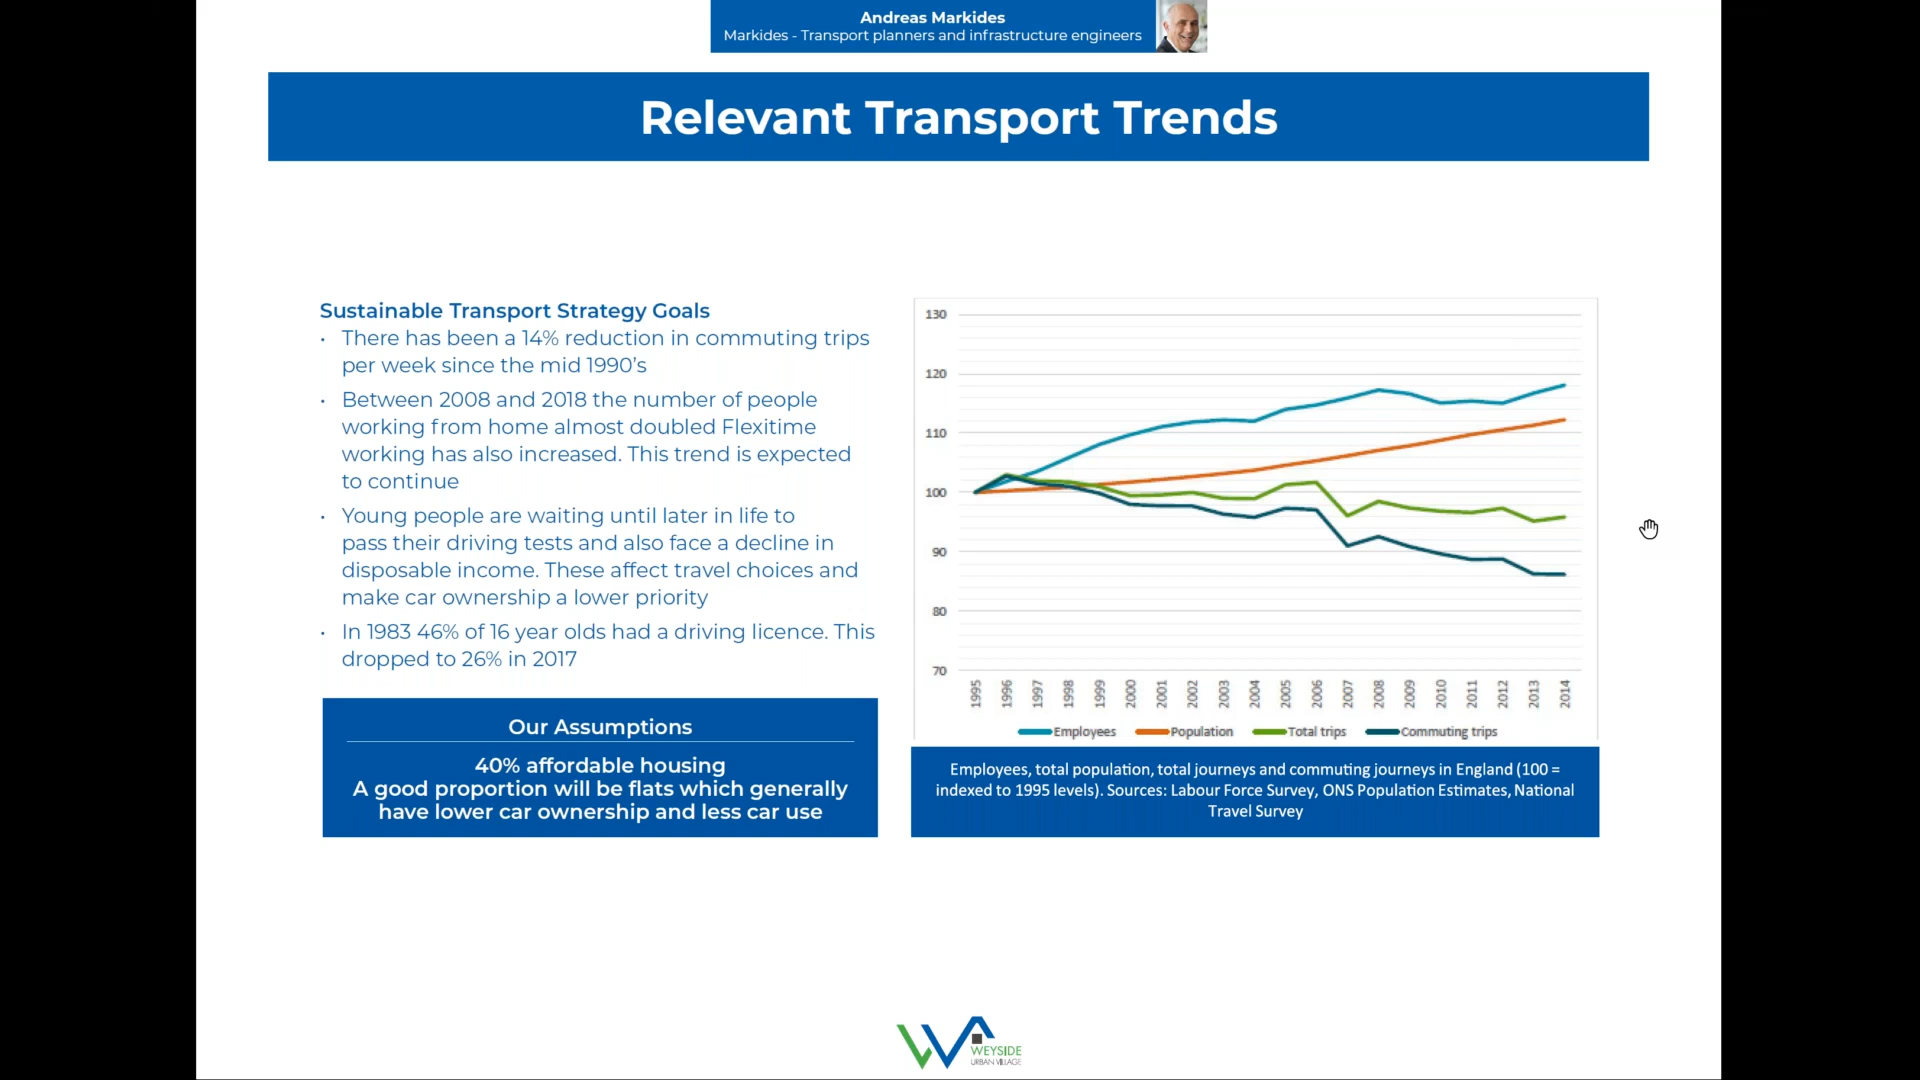 Andreas Markides
Markides - Transport planners and infrastructure engineers
Relevant Transport Trends
Sustainable Transport Strategy Goals
• There has been a 14% reduction in commuting trips
per week since the mid 1990's
• Between 2008 and 2018 the number of people
working from home almost doubled Flexitime
working has also increased. This trend is expected
to continue
• Young people are waiting until later in life to
pass their driving tests and also face a decline in
disposable income. These affect travel choices and
make car ownership a lower priority
• In 1983 46% of 16 year olds had a driving licence. This
dropped to 26% in 2017
Our Assumptions
40% affordable housing
A good proportion will be flats which generally
have lower car ownership and less car use
130
120
110
100
90
80
70
1995 1996 1997 1998 1999 2000 2001 2002 2003 2004 2005 2006 2007 2008 2009 2010 2011 2012 2013 2014
Employees Population Total trips Commuting trips
Employees, total population, total journeys and commuting journeys in England (100 =
indexed to 1995 levels). Sources: Labour Force Survey, ONS Population Estimates, National
Travel Survey
WEYSIDE
URBAN VILLAGE